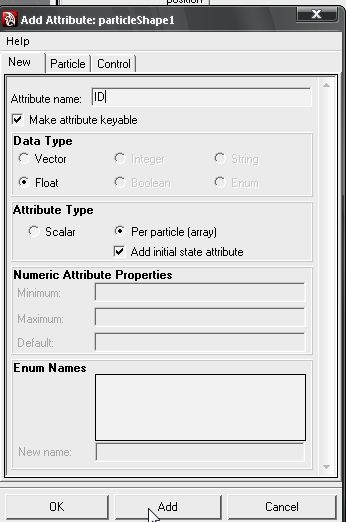 position
Add Attribute: particleShape1
Help
New Particle Control
Attribute name: ID
Make attribute keyable
Data Type
Vector Integer String
Float Boolean Enum
Attribute Type
Scalar Per particle (array)
Add initial state attribute
Numeric Attribute Properties
Minimum:
Maximum:
Default:
Enum Names
New name:
OK Add Cancel